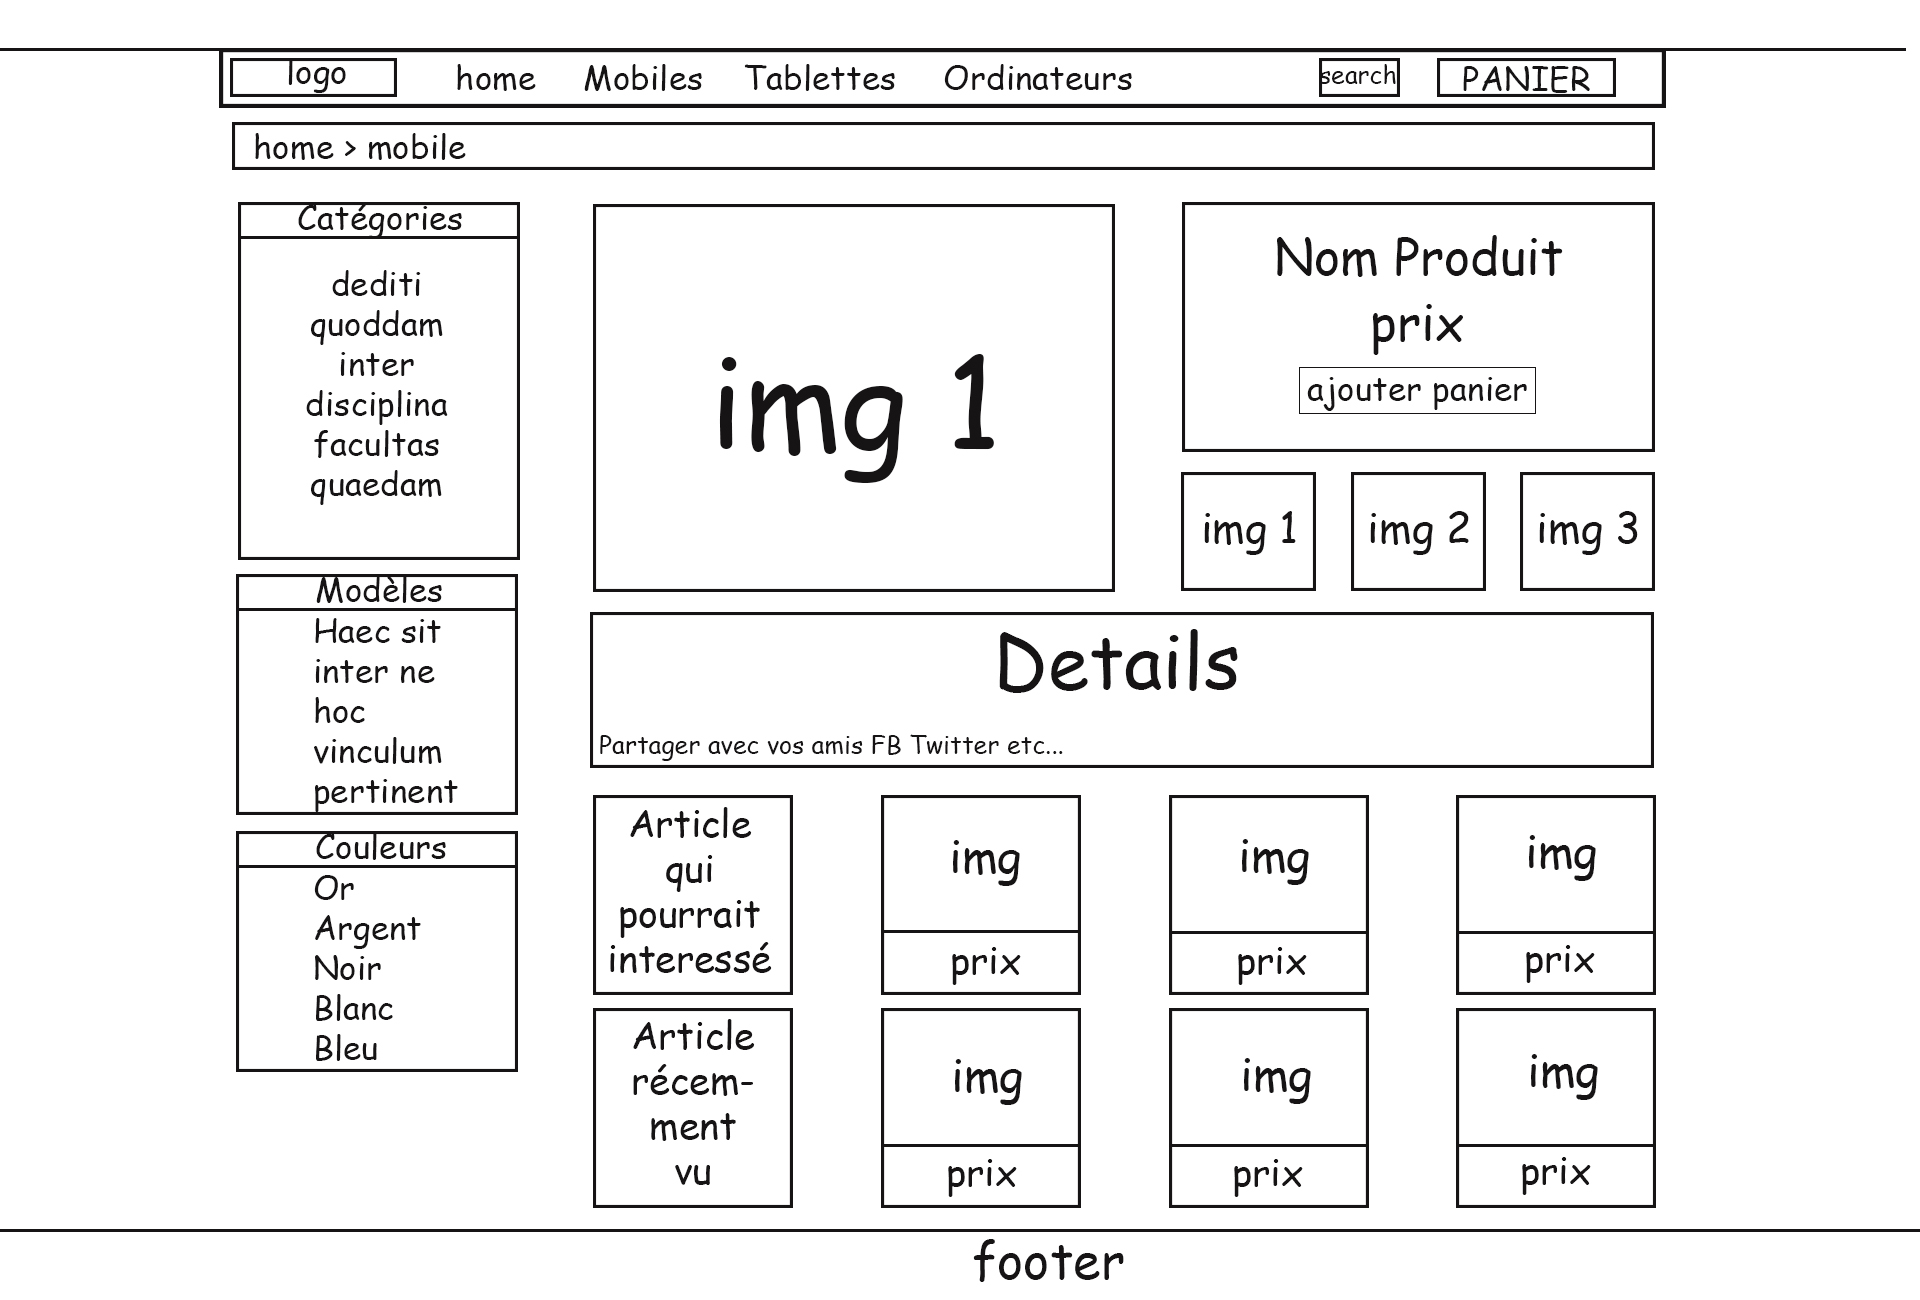 logo
home
Mobiles
Tablettes
Ordinateurs
search
PANIER
home > mobile
Catégories
dediti
quoddam
inter
disciplina
facultas
quaedam
Modèles
Haec sit
inter ne
hoc
vinculum
pertinent
Couleurs
Or
Argent
Noir
Blanc
Bleu
img 1
Nom Produit
prix
ajouter panier
img 1
img 2
img 3
Details
Partager avec vos amis FB Twitter etc...
Article
qui
pourrait
interessé
img
prix
img
prix
img
prix
Article
récem-
ment
vu
img
prix
img
prix
img
prix
footer